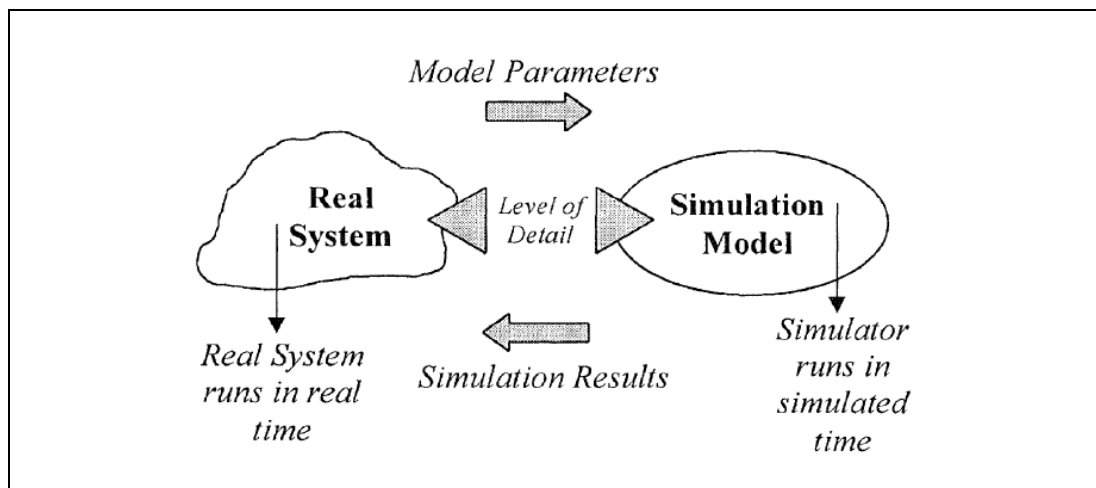 Model Parameters
Real
System
Level of
Detail
Simulation
Model
Real System
runs in real
time
Simulation Results
Simulator
runs in
simulated
time